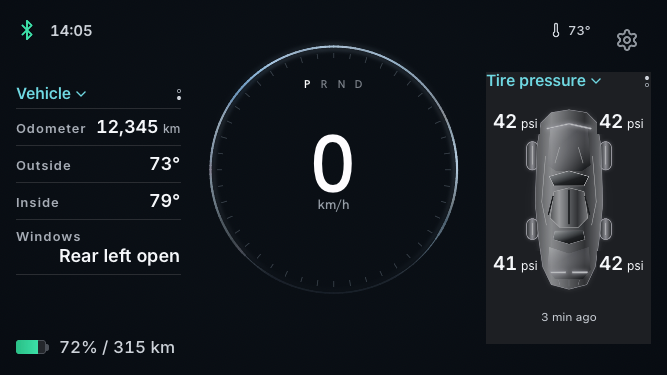 14:05
73°
Vehicle
Odometer 12,345 km
Outside 73°
Inside 79°
Windows
Rear left open
72% / 315 km
P R N D
0
km/h
Tire pressure
42 psi 42 psi
41 psi 42 psi
3 min ago